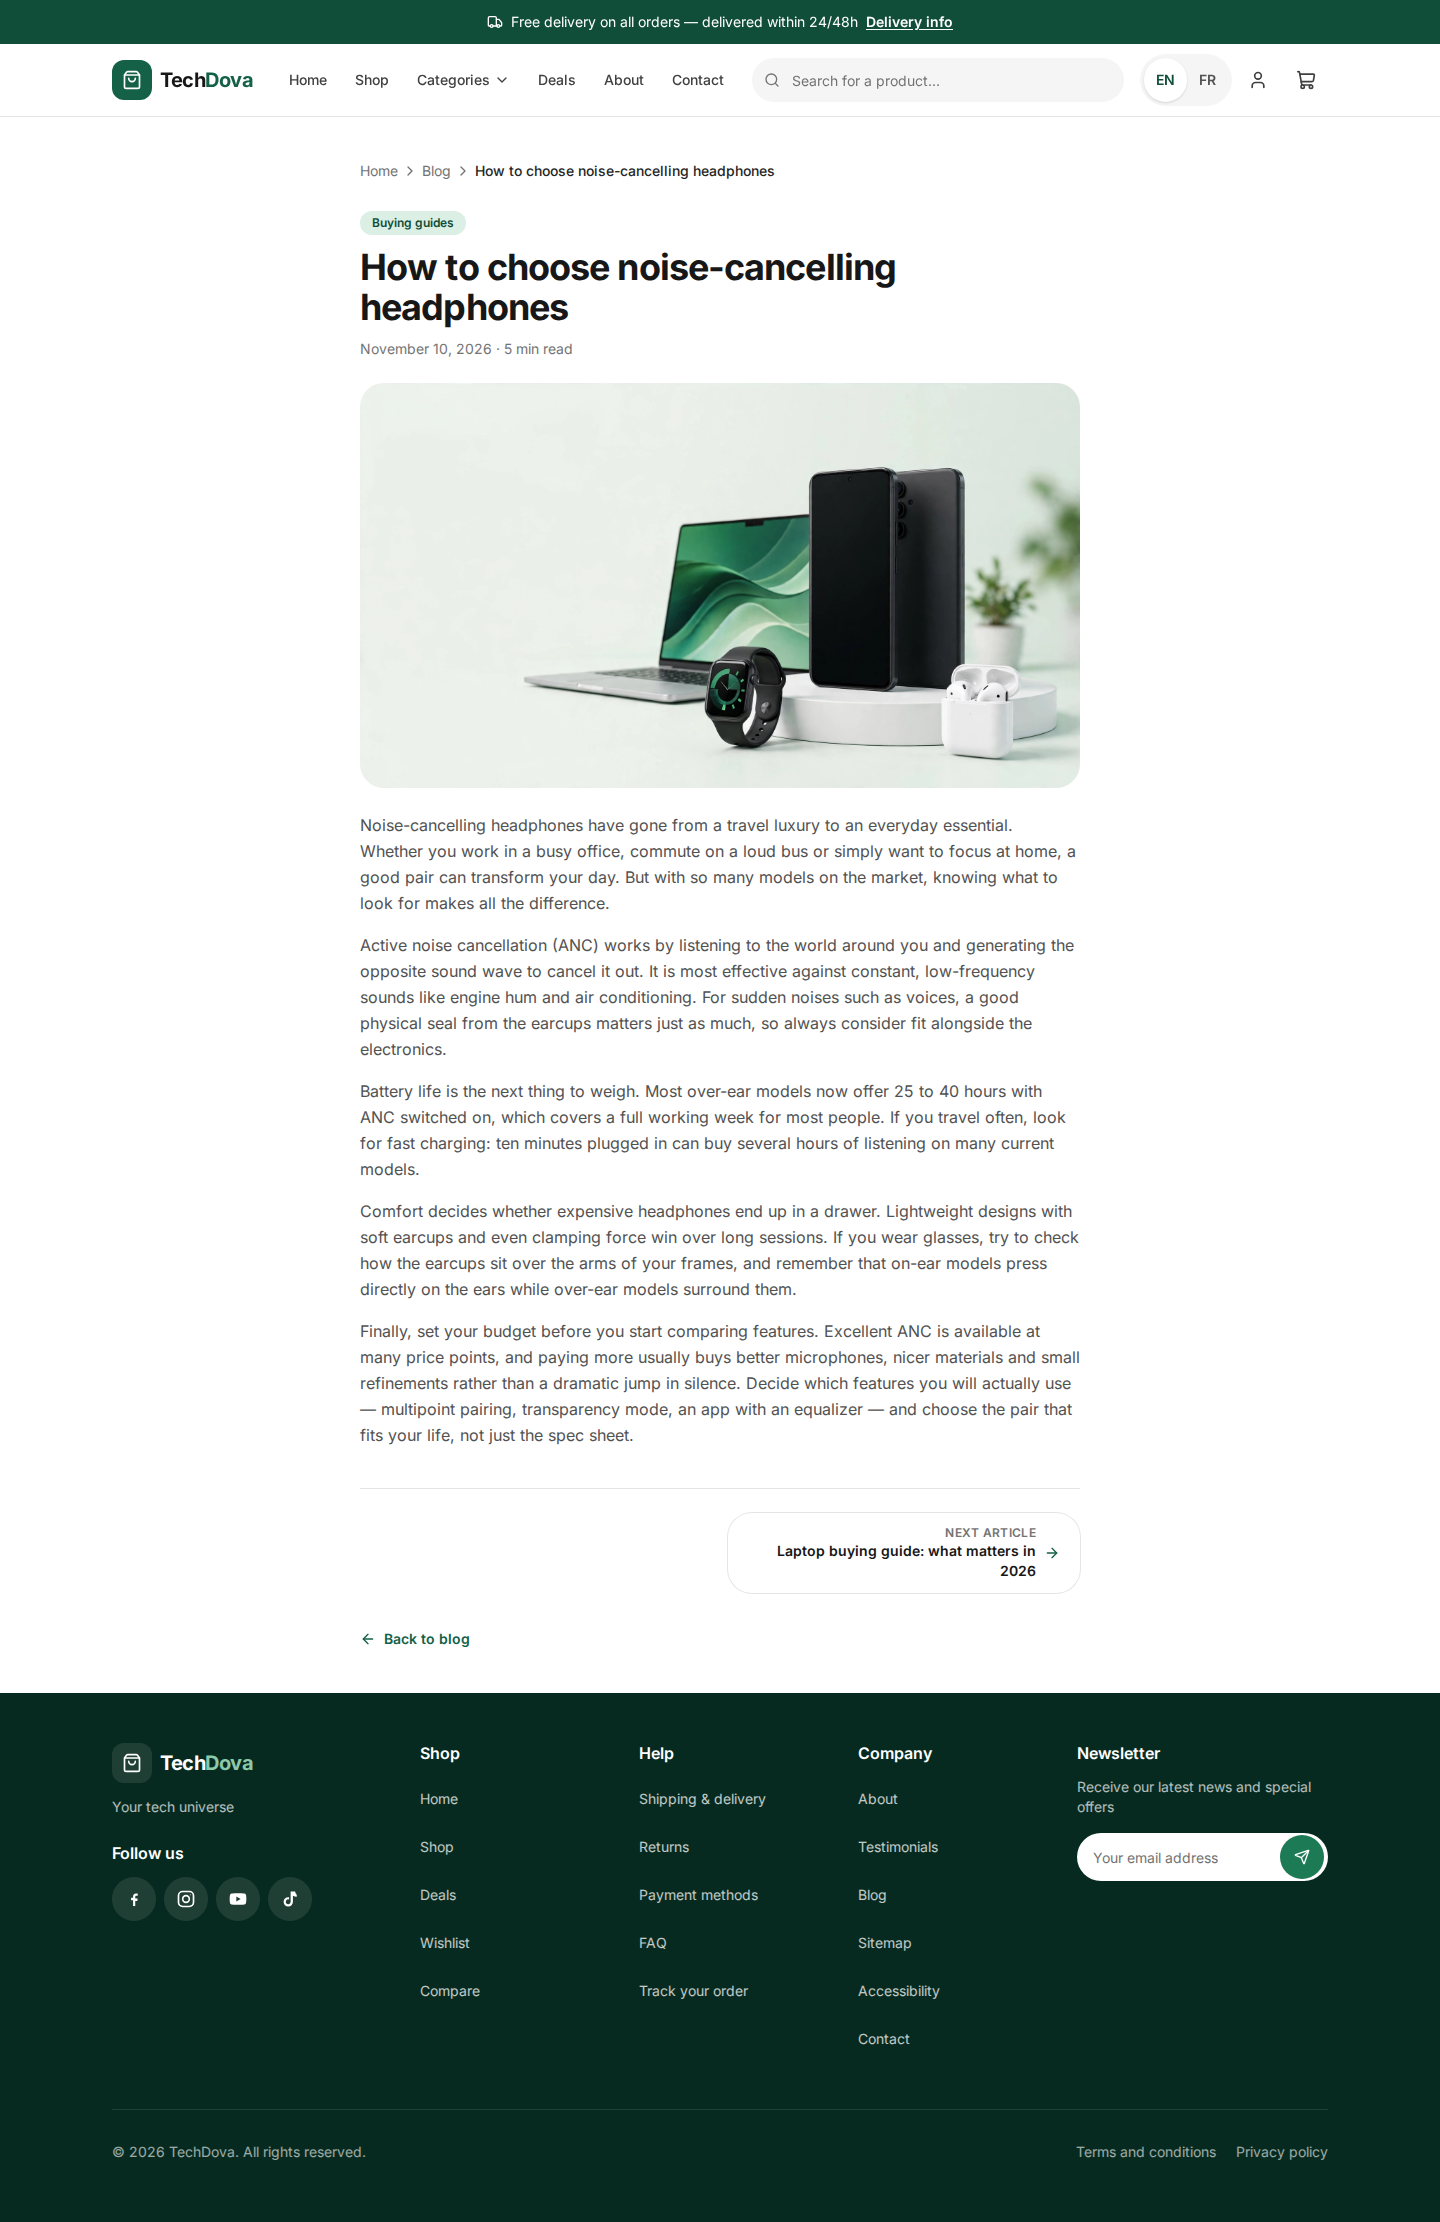 Free delivery on all orders — delivered within 24/48h Delivery info
TechDova Home Shop Categories Deals About Contact Search for a product... EN FR
Home Blog How to choose noise-cancelling headphones
Buying guides
How to choose noise-cancelling
headphones
November 10, 2026 · 5 min read
Noise-cancelling headphones have gone from a travel luxury to an everyday essential.
Whether you work in a busy office, commute on a loud bus or simply want to focus at home, a
good pair can transform your day. But with so many models on the market, knowing what to
look for makes all the difference.
Active noise cancellation (ANC) works by listening to the world around you and generating the
opposite sound wave to cancel it out. It is most effective against constant, low-frequency
sounds like engine hum and air conditioning. For sudden noises such as voices, a good
physical seal from the earcups matters just as much, so always consider fit alongside the
electronics.
Battery life is the next thing to weigh. Most over-ear models now offer 25 to 40 hours with
ANC switched on, which covers a full working week for most people. If you travel often, look
for fast charging: ten minutes plugged in can buy several hours of listening on many current
models.
Comfort decides whether expensive headphones end up in a drawer. Lightweight designs with
soft earcups and even clamping force win over long sessions. If you wear glasses, try to check
how the earcups sit over the arms of your frames, and remember that on-ear models press
directly on the ears while over-ear models surround them.
Finally, set your budget before you start comparing features. Excellent ANC is available at
many price points, and paying more usually buys better microphones, nicer materials and small
refinements rather than a dramatic jump in silence. Decide which features you will actually use
— multipoint pairing, transparency mode, an app with an equalizer — and choose the pair that
fits your life, not just the spec sheet.
NEXT ARTICLE
Laptop buying guide: what matters in
2026
Back to blog
TechDova
Your tech universe
Follow us
Shop
Home
Shop
Deals
Wishlist
Compare
Help
Shipping & delivery
Returns
Payment methods
FAQ
Track your order
Company
About
Testimonials
Blog
Sitemap
Accessibility
Contact
Newsletter
Receive our latest news and special
offers
Your email address
© 2026 TechDova. All rights reserved.
Terms and conditions Privacy policy